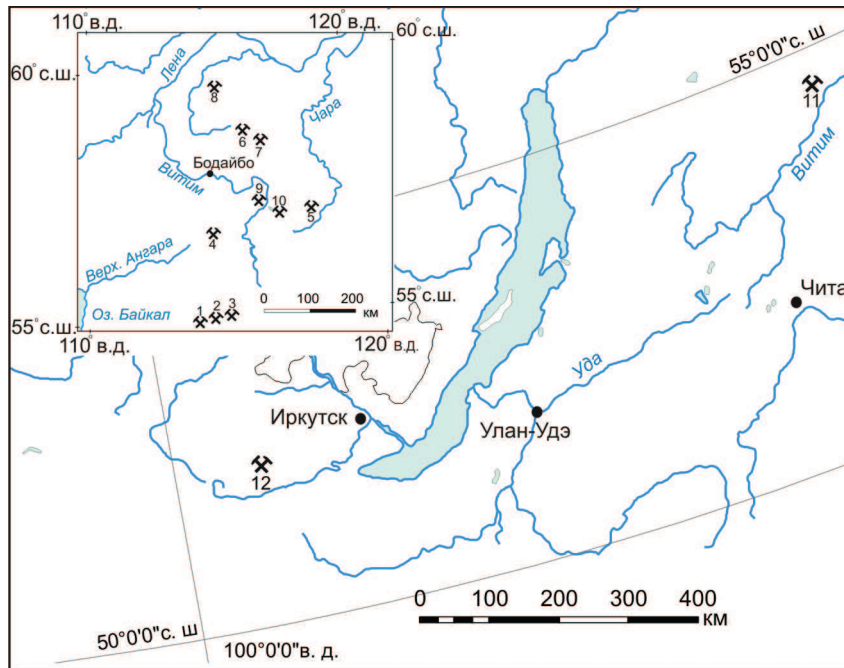 110° в.д.
120° в.д.
60° с.ш.
60° с.ш.
Лена
Чара
8
6
7
Бодайбо
Витим
9
10
5
4
Верх. Ангара
0 100 200
км
Оз. Байкал
1 2 3
55° с.ш.
55° с.ш.
110° в.д.
120° в.д.
55°0'0"с. ш
11
Витим
Чита
Уда
Иркутск
Улан-Удэ
12
0 100 200 300 400
км
50°0'0"с. ш
100°0'0"в. д.